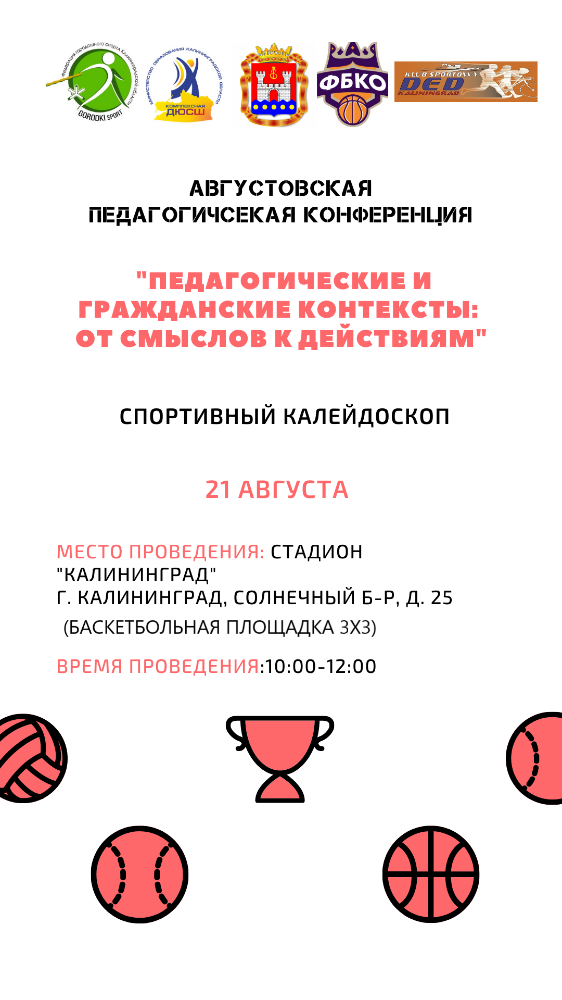 Федерация городошного спорта Калининградской области
GORODKI SPORT
МИНИСТЕРСТВО ОБРАЗОВАНИЯ КАЛИНИНГРАДСКОЙ ОБЛАСТИ
КОМПЛЕКСНАЯ
ДЮСШ
ФБКО
KLUB SPORTOWY
DED
KALININGRAD
АВГУСТОВСКАЯ
ПЕДАГОГИЧСЕКАЯ КОНФЕРЕНЦИЯ
"ПЕДАГОГИЧЕСКИЕ И
ГРАЖДАНСКИЕ КОНТЕКСТЫ:
ОТ СМЫСЛОВ К ДЕЙСТВИЯМ"
СПОРТИВНЫЙ КАЛЕЙДОСКОП
21 АВГУСТА
МЕСТО ПРОВЕДЕНИЯ: СТАДИОН
"КАЛИНИНГРАД"
Г. КАЛИНИНГРАД, СОЛНЕЧНЫЙ Б-Р, Д. 25
(БАСКЕТБОЛЬНАЯ ПЛОЩАДКА 3Х3)
ВРЕМЯ ПРОВЕДЕНИЯ:10:00-12:00